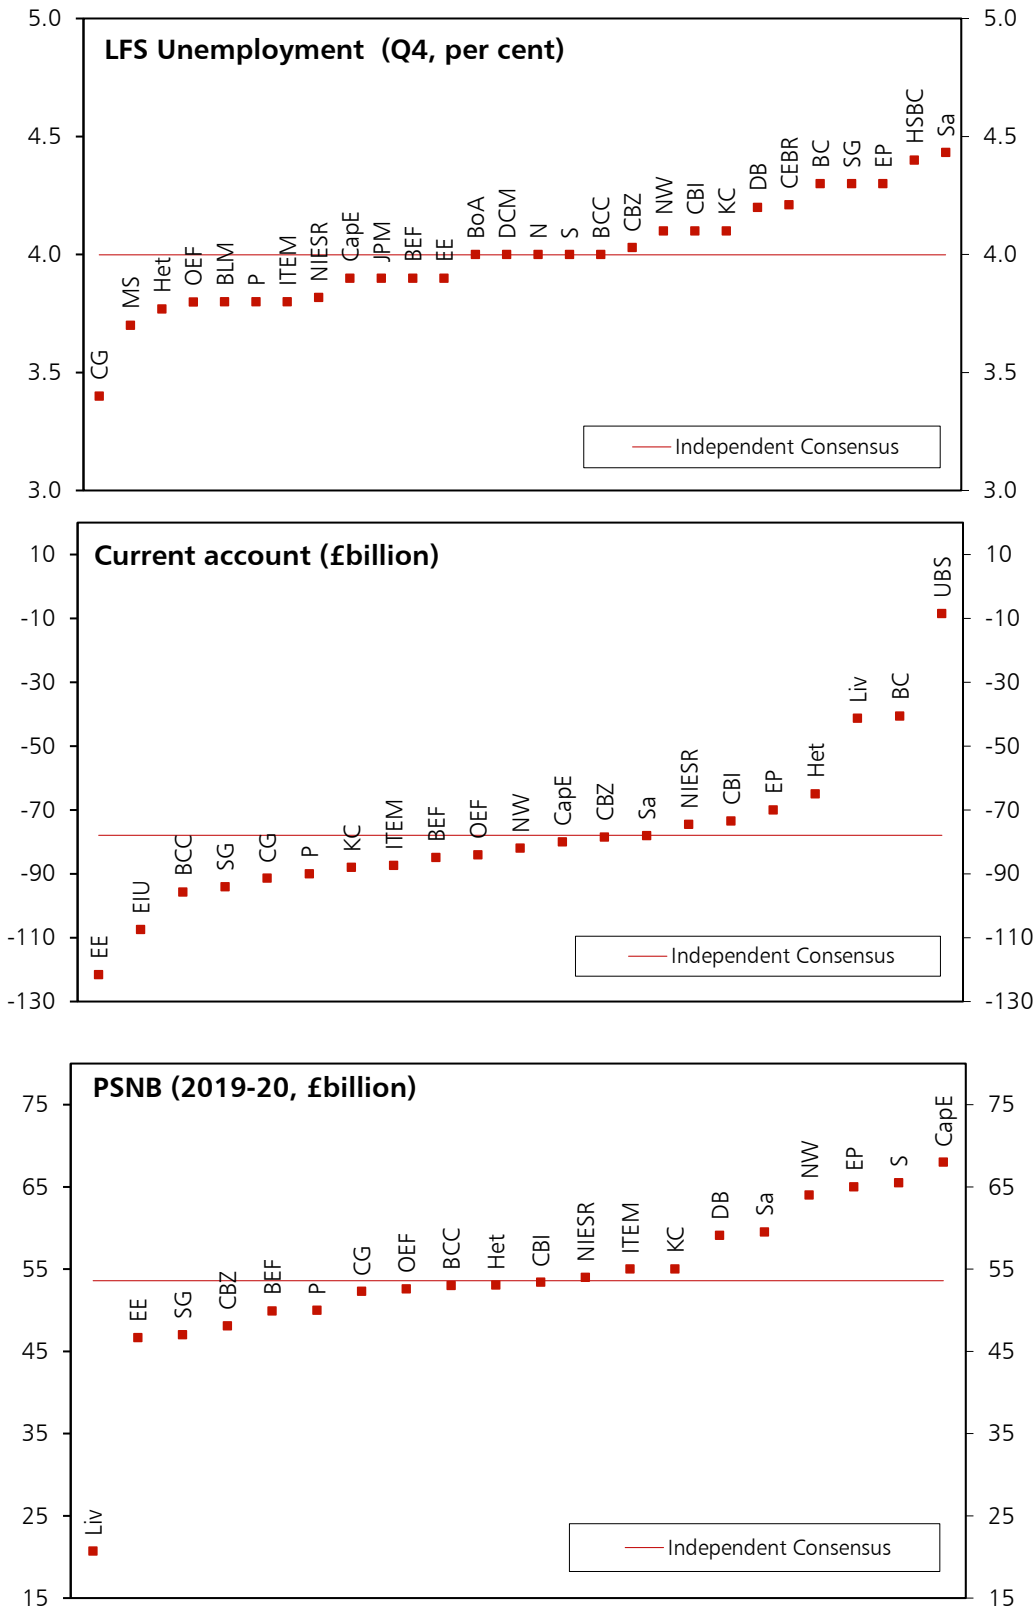 LFS Unemployment (Q4, per cent)
5.0 5.0
4.5 4.5
4.0 4.0
3.5 3.5
3.0 3.0
CG MS Het OEF BLM P ITEM NIESR CapE JPM BEF EE BoA DCM N S BCC CBZ NW CBI KC DB CEBR BC SG EP HSBC Sa
Independent Consensus
Current account (£billion)
10 10
-10 -10
-30 -30
-50 -50
-70 -70
-90 -90
-110 -110
-130 -130
EE EIU BCC SG CG P KC ITEM BEF OEF NW CapE CBZ Sa NIESR CBI EP Het Liv BC UBS
Independent Consensus
PSNB (2019-20, £billion)
75 75
65 65
55 55
45 45
35 35
25 25
15 15
Liv EE SG CBZ BEF P CG OEF BCC Het CBI NIESR ITEM KC DB Sa NW EP S CapE
Independent Consensus